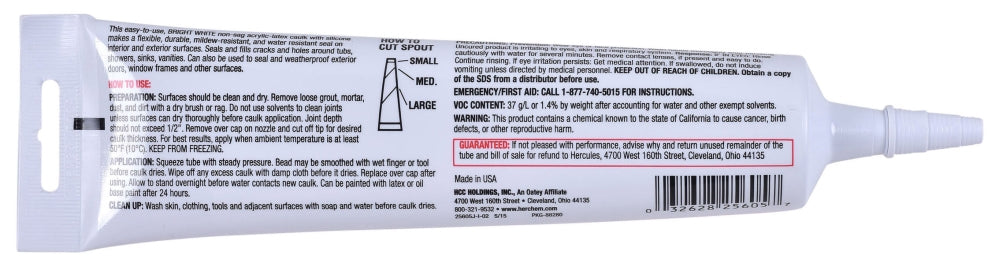 This easy-to-use, BRIGHT WHITE non-sag acrylic-latex caulk with silicone
makes a flexible, durable, mildew-resistant, and water resistant seal on
interior and exterior surfaces. Seals and fills cracks and holes around tubs,
showers, sinks, vanities. Can also be used to seal and weatherproof exterior
doors, window frames and other surfaces.
HOW TO USE:
PREPARATION: Surfaces should be clean and dry. Remove loose grout, mortar,
dust, and dirt with a dry brush or rag. Do not use solvents to clean joints
unless surfaces can dry thoroughly before caulk application. Joint depth
should not exceed 1/2". Remove over cap on nozzle and cut off tip for desired
caulk thickness. For best results, apply when ambient temperature is at least
50°F (10°C). KEEP FROM FREEZING.
APPLICATION: Squeeze tube with steady pressure. Bead may be smoothed with wet finger or tool
before caulk dries. Wipe off any excess caulk with damp cloth before it dries. Replace over cap after
using. Allow to stand overnight before water contacts new caulk. Can be painted with latex or oil
base paint after 24 hours.
CLEAN UP: Wash skin, clothing, tools and adjacent surfaces with soap and water before caulk dries.
HOW TO
CUT SPOUT
SMALL
MED.
LARGE
Uncured product is irritating to eyes, skin and respiratory system. Response: IF IN EYES: Rinse
cautiously with water for several minutes. Remove contact lenses, if present and easy to do.
Continue rinsing. If eye irritation persists: Get medical attention. If swallowed, do not induce
vomiting unless directed by medical personnel. KEEP OUT OF REACH OF CHILDREN. Obtain a copy
of the SDS from a distributor before use.
EMERGENCY/FIRST AID: CALL 1-877-740-5015 FOR INSTRUCTIONS.
VOC CONTENT: 37 g/L or 1.4% by weight after accounting for water and other exempt solvents.
WARNING: This product contains a chemical known to the state of California to cause cancer, birth
defects, or other reproductive harm.
GUARANTEED: If not pleased with performance, advise why and return unused remainder of the
tube and bill of sale for refund to Hercules, 4700 West 160th Street, Cleveland, Ohio 44135
Made in USA
HCC HOLDINGS, INC., An Oatey Affiliate
4700 West 160th Street • Cleveland, Ohio 44135
800-321-9532 • www.herchem.com
25605J-I-02 5/15 PKG-88280
0 32628 25605 7